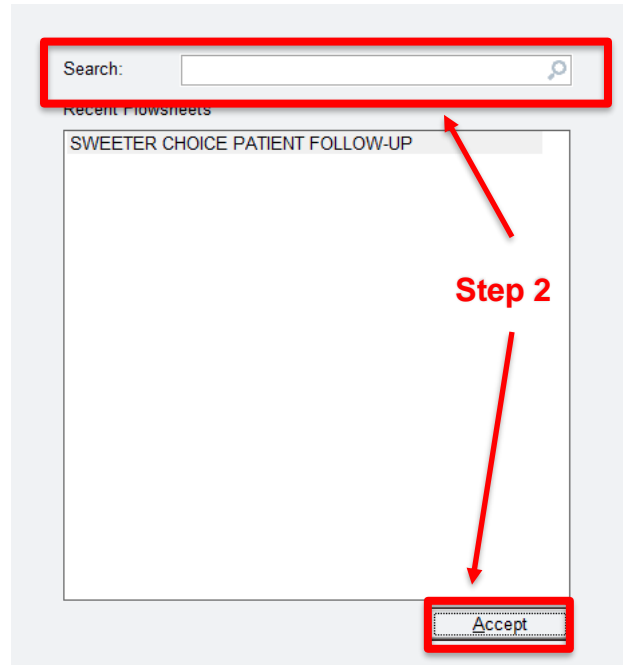 Search:
Recent Flowsheets
SWEETER CHOICE PATIENT FOLLOW-UP
Step 2
Accept